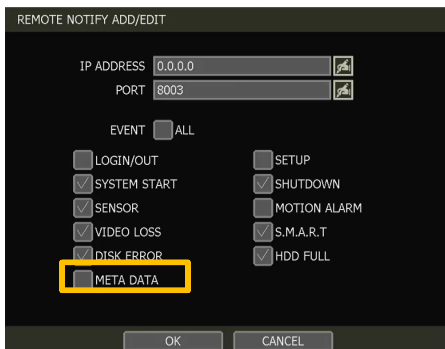 REMOTE NOTIFY ADD/EDIT
IP ADDRESS 0.0.0.0
PORT 8003
EVENT ALL
LOGIN/OUT SETUP
SYSTEM START SHUTDOWN
SENSOR MOTION ALARM
VIDEO LOSS S.M.A.R.T
DISK ERROR HDD FULL
META DATA
OK CANCEL